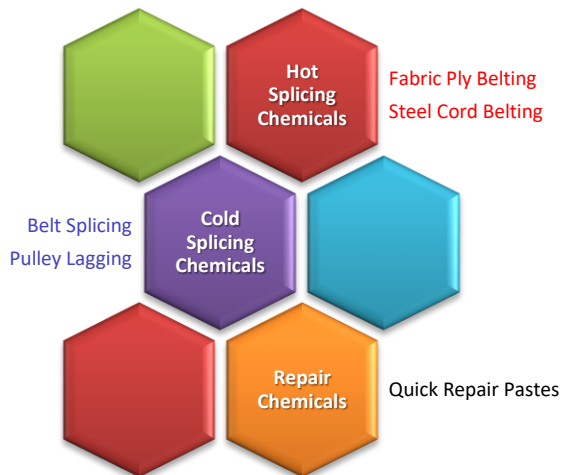 Hot
Splicing
Chemicals
Fabric Ply Belting
Steel Cord Belting
Belt Splicing
Pulley Lagging
Cold
Splicing
Chemicals
Repair
Chemicals
Quick Repair Pastes